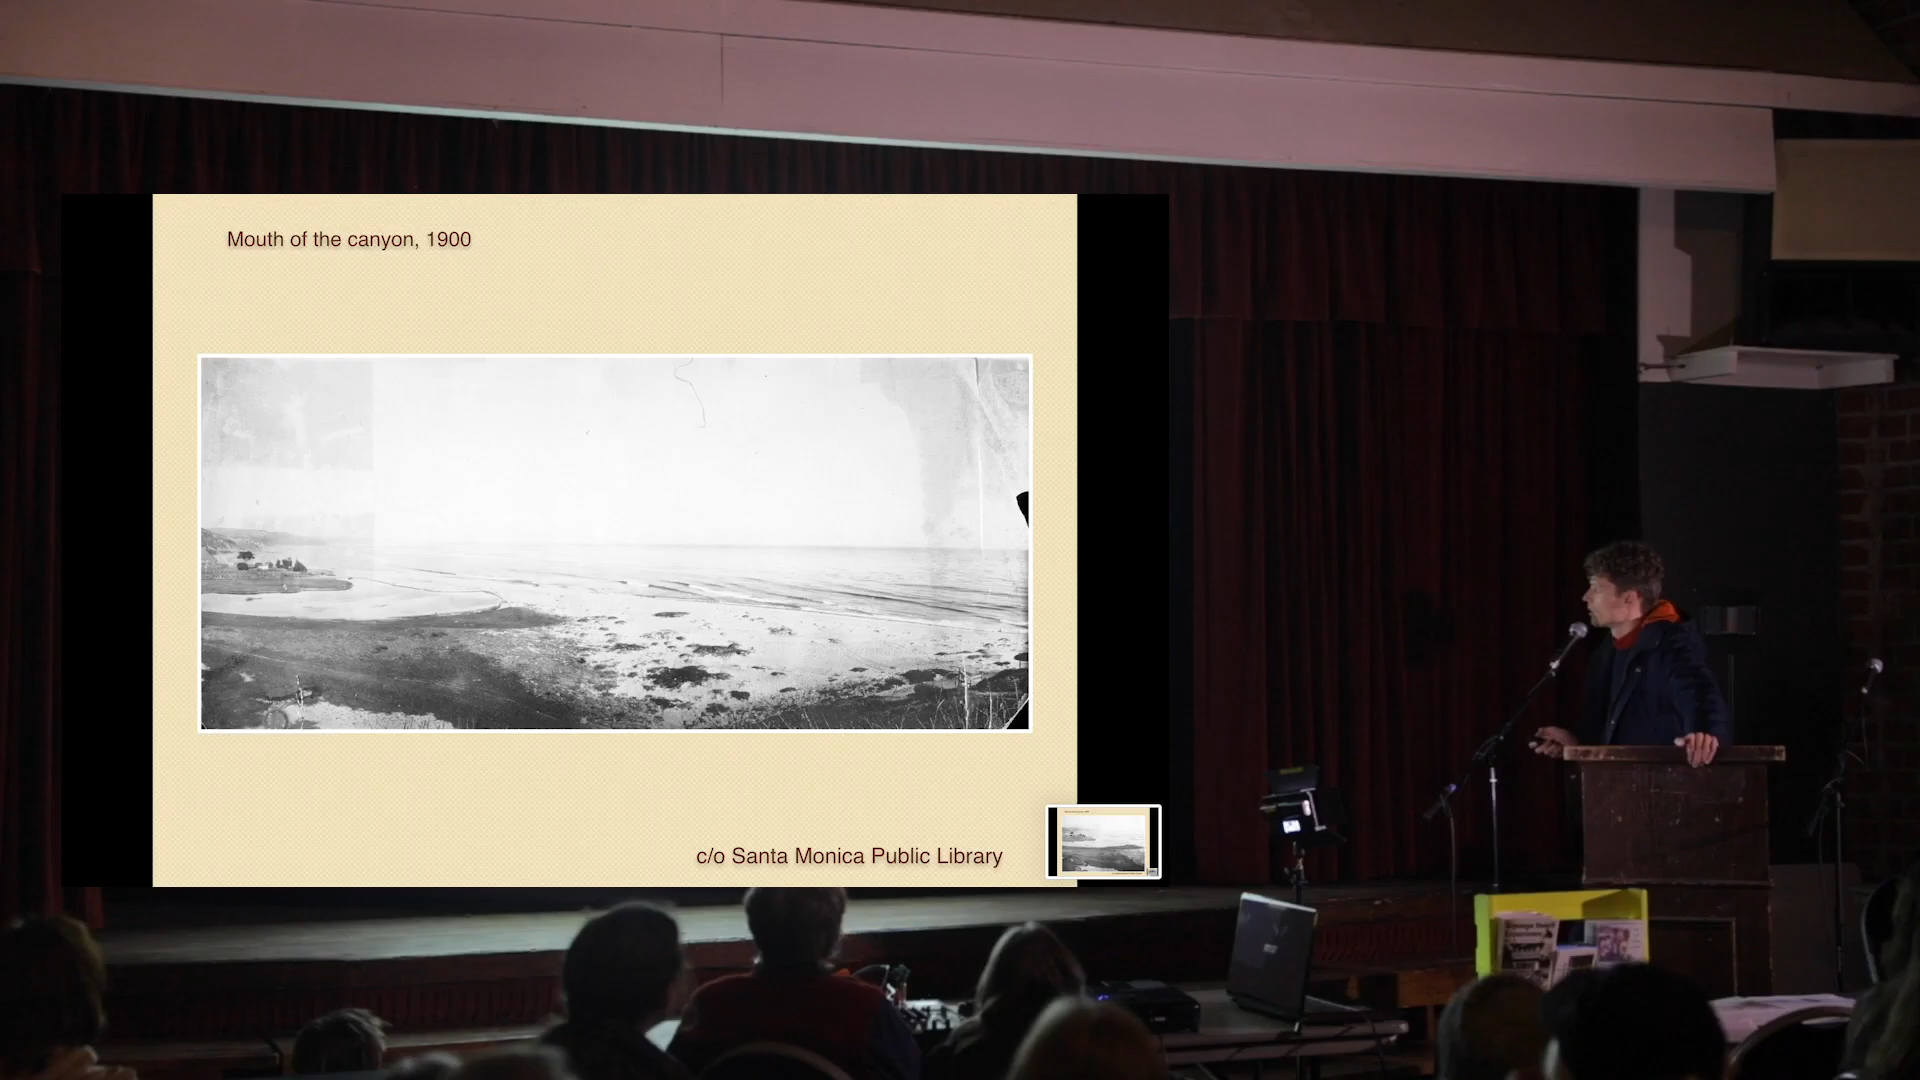 Mouth of the canyon, 1900
c/o Santa Monica Public Library